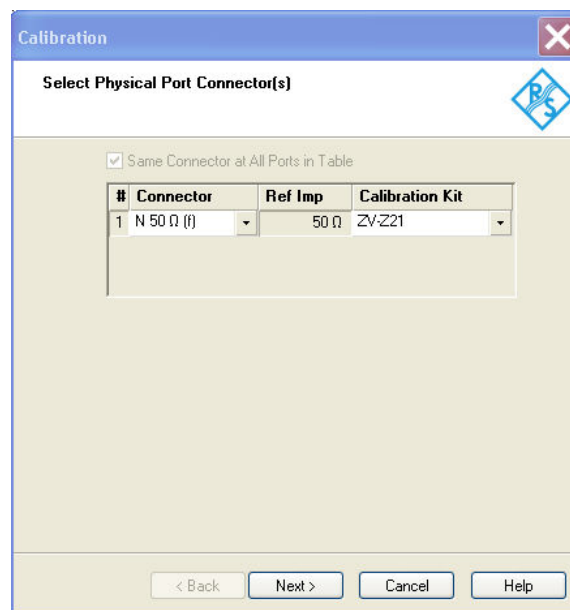 Calibration
Select Physical Port Connector(s)
R
S
Same Connector at All Ports in Table
# Connector Ref Imp Calibration Kit
1 N 50 Ω (f) 50 Ω ZV-Z21
< Back Next > Cancel Help